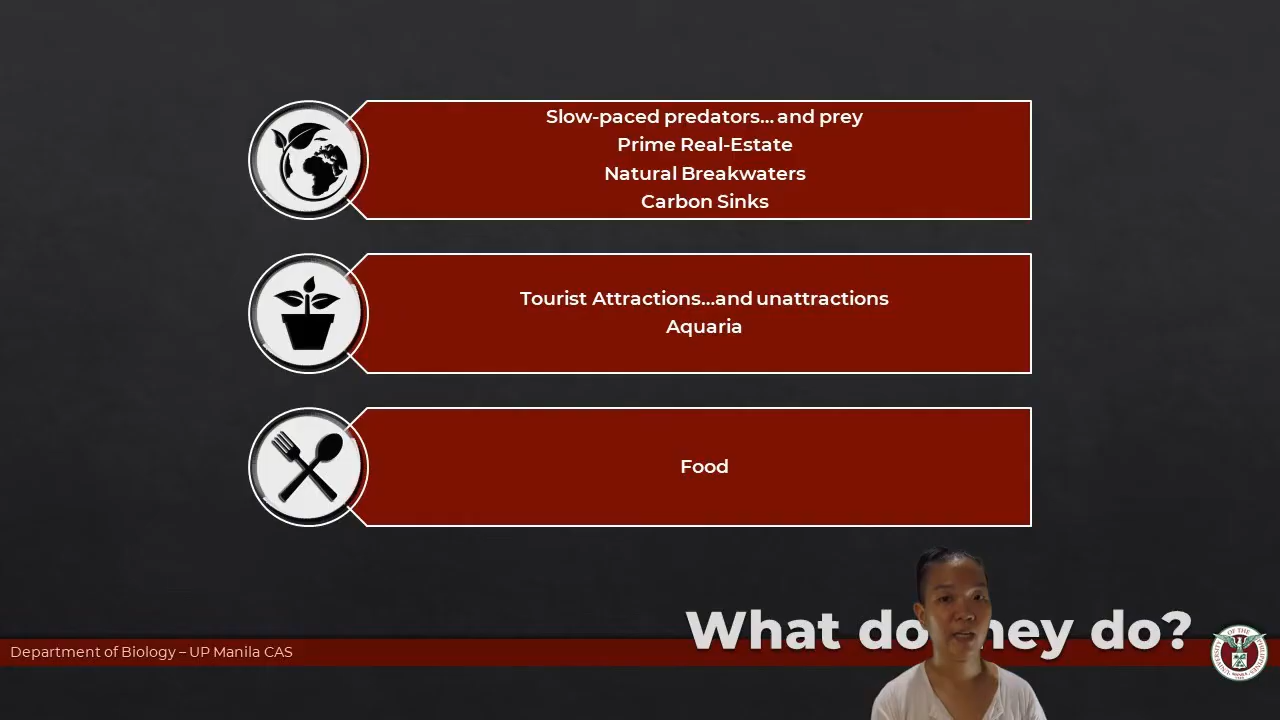 Slow-paced predators... and prey
Prime Real-Estate
Natural Breakwaters
Carbon Sinks
Tourist Attractions...and unattractions
Aquaria
Food
What do hey do?
Department of Biology – UP Manila CAS